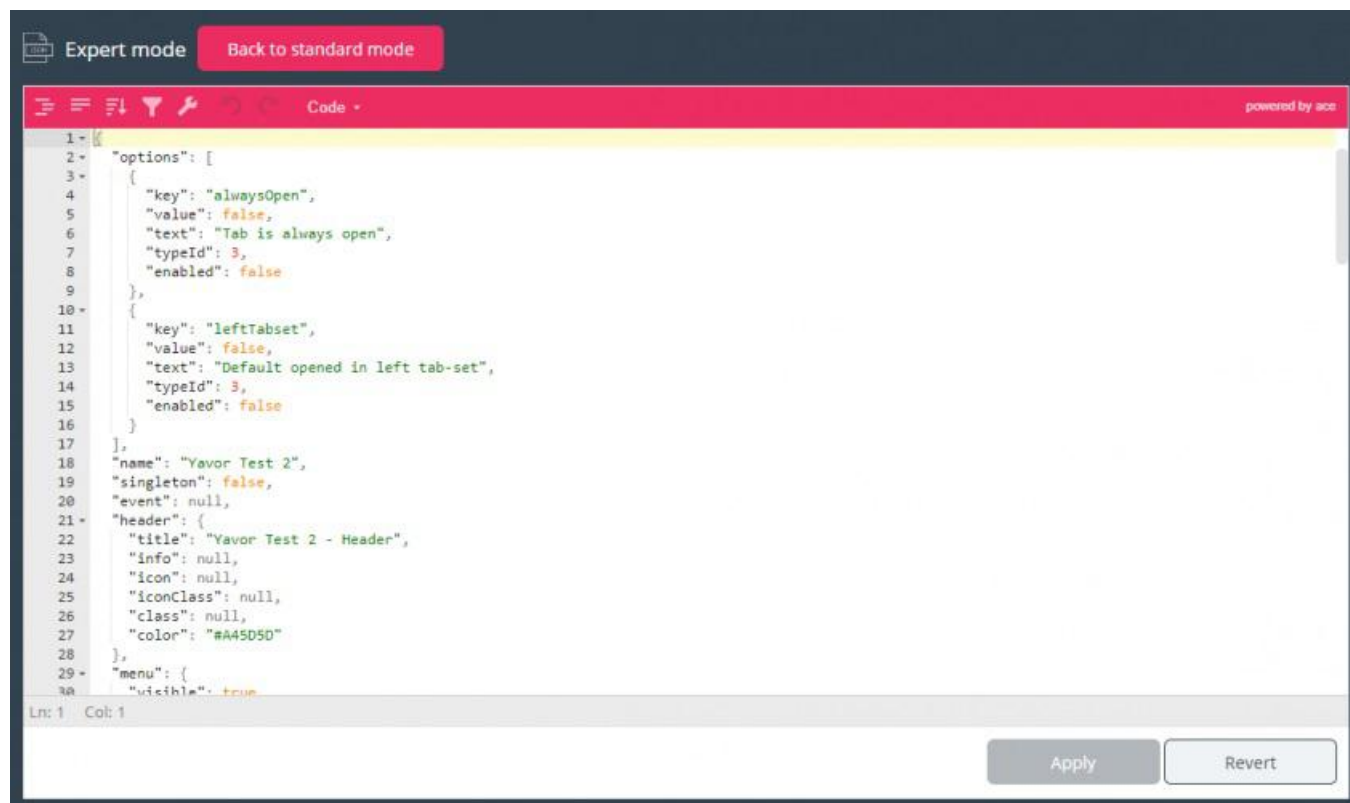 Expert mode Back to standard mode
Code powered by ace
1 {
2 "options": [
3 {
4 "key": "alwaysOpen",
5 "value": false,
6 "text": "Tab is always open",
7 "typeId": 3,
8 "enabled": false
9 },
10 {
11 "key": "leftTabset",
12 "value": false,
13 "text": "Default opened in left tab-set",
14 "typeId": 3,
15 "enabled": false
16 }
17 ],
18 "name": "Yavor Test 2",
19 "singleton": false,
20 "event": null,
21 "header": {
22 "title": "Yavor Test 2 - Header",
23 "info": null,
24 "icon": null,
25 "iconClass": null,
26 "class": null,
27 "color": "#A45D5D"
28 },
29 "menu": {
30 "visible": true
Ln: 1 Col: 1
Apply Revert